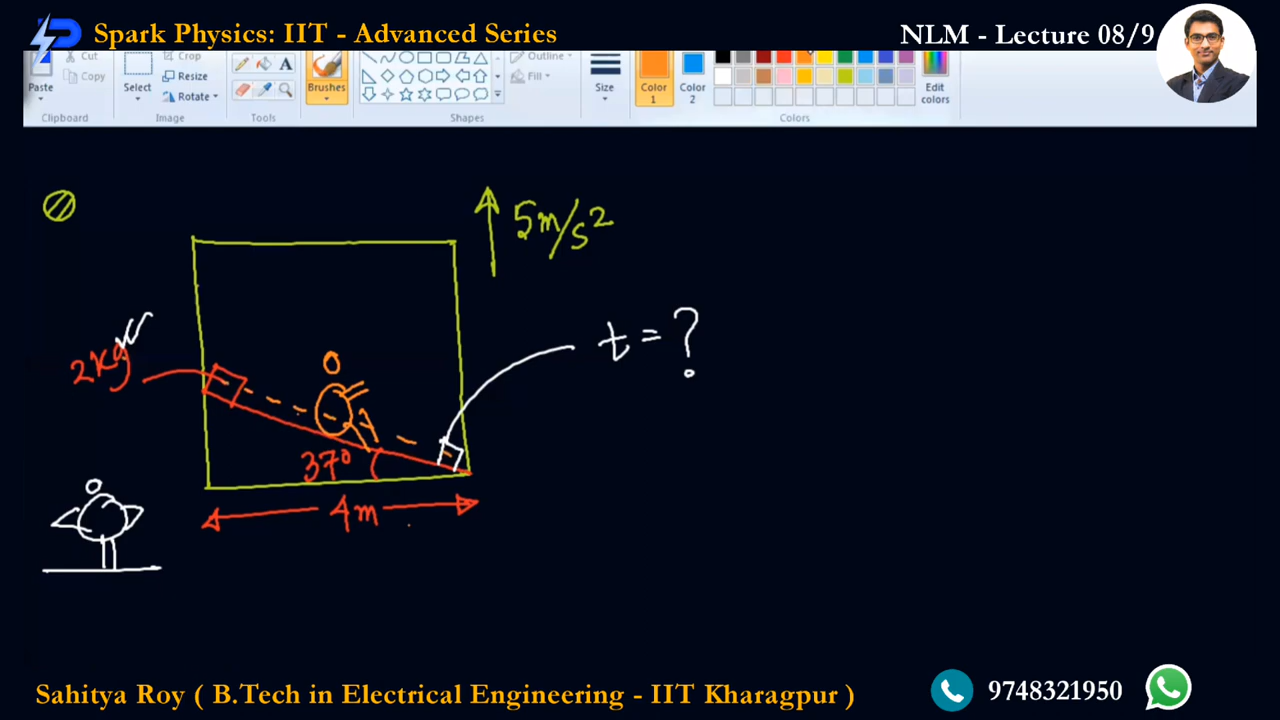 Spark Physics: IIT - Advanced Series
NLM - Lecture 08/9
Cut
Crop
Outline
Paste
Copy
Select
Resize
Brushes
Fill
Size
Color
1
Color
2
Edit
colors
Rotate
Clipboard
Image
Tools
Shapes
Colors
5m/s²
t = ?
2kg
37°
4m
Sahitya Roy ( B.Tech in Electrical Engineering - IIT Kharagpur )
9748321950